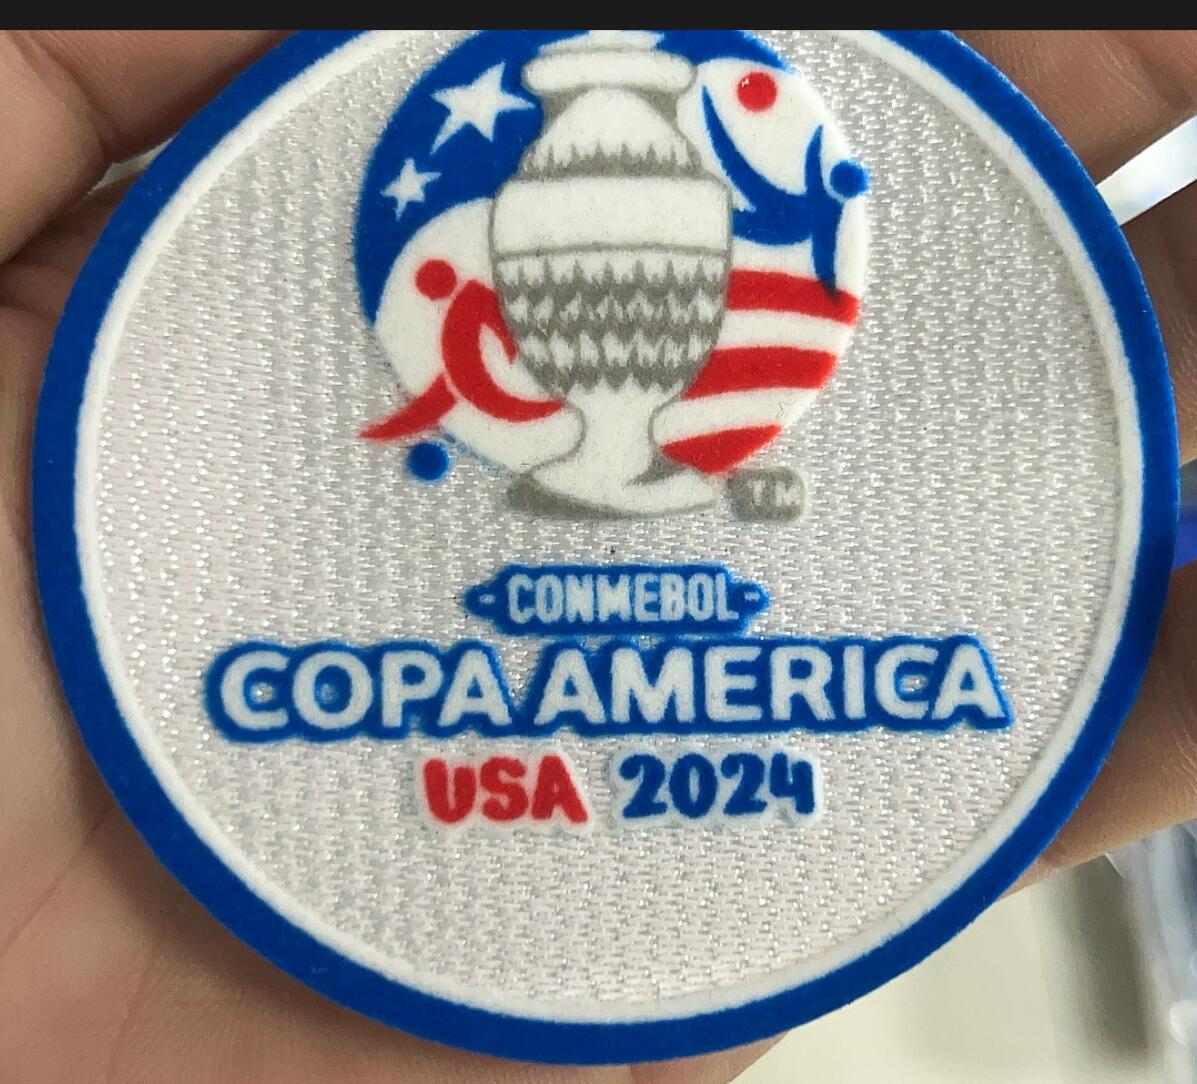 TM
-CONMEBOL-
COPA AMERICA
USA 2024